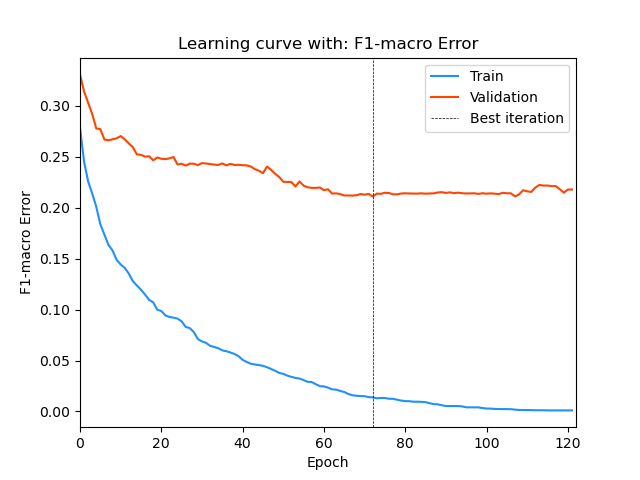 Learning curve with: F1-macro Error
Train
Validation
Best iteration
F1-macro Error
0.30
0.25
0.20
0.15
0.10
0.05
0.00
0 20 40 60 80 100 120
Epoch